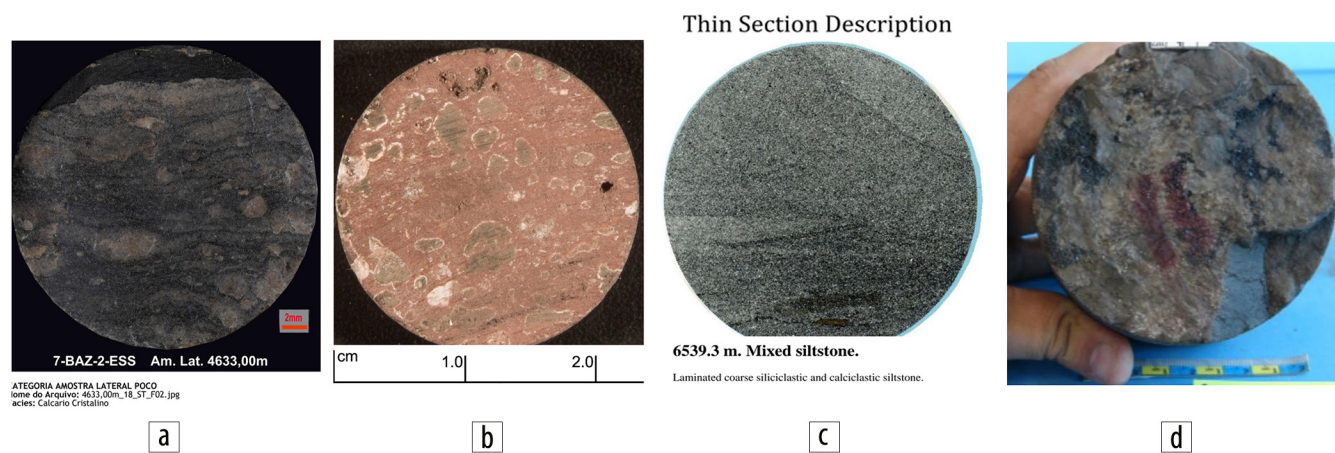 Thin Section Description
2mm
7-BAZ-2-ESS Am. Lat. 4633,00m
ATEGORIA AMOSTRA LATERAL POCO
ome do Arquivo: 4633,00m_18_ST_F02.jpg
acies: Calcario Cristalino
cm 1.0 2.0
6539.3 m. Mixed siltstone.
Laminated coarse siliciclastic and calciclastic siltstone.
a b c d